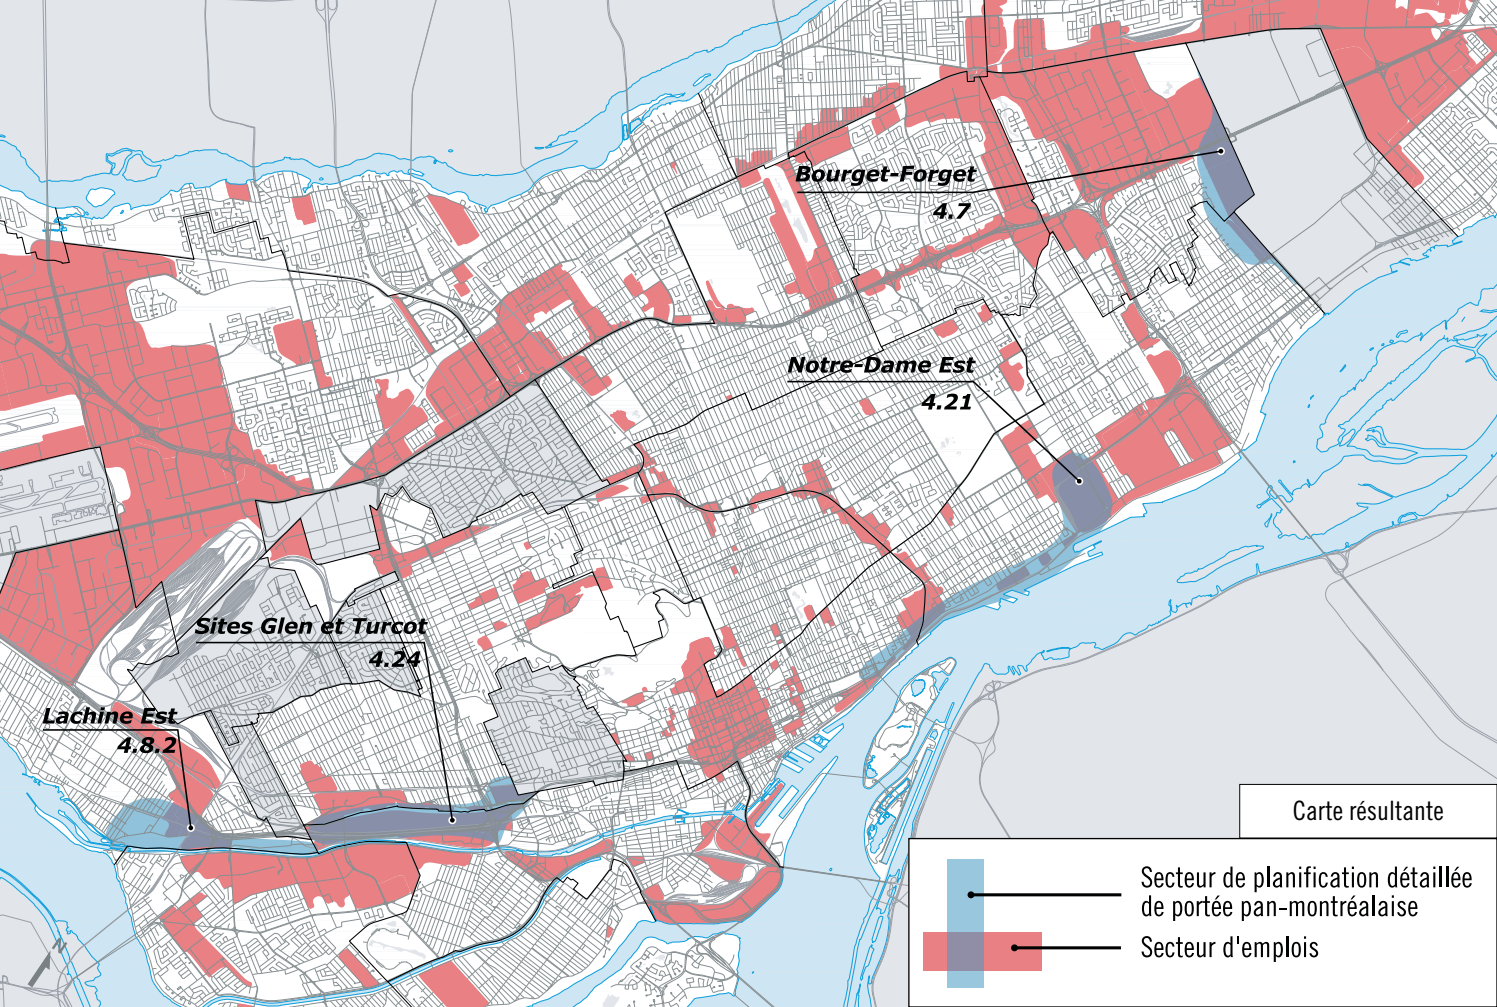 Bourget-Forget
4.7
Notre-Dame Est
4.21
Sites Glen et Turcot
4.24
Lachine Est
4.8.2
N
Carte résultante
Secteur de planification détaillée
de portée pan-montréalaise
Secteur d'emplois